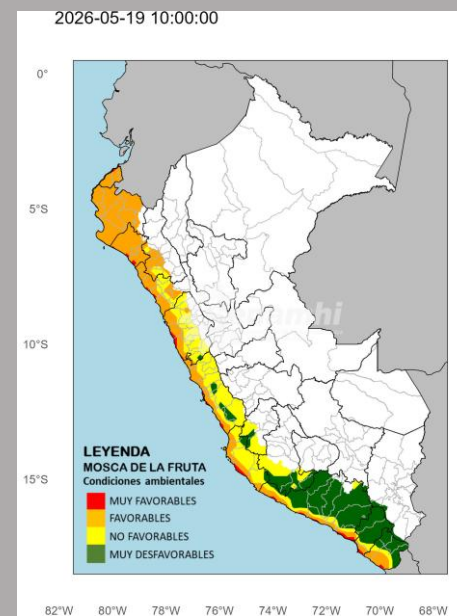 2026-05-19 10:00:00
0°
5°S
10°S
15°S
LEYENDA
MOSCA DE LA FRUTA
Condiciones ambientales
MUY FAVORABLES
FAVORABLES
NO FAVORABLES
MUY DESFAVORABLES
82°W 80°W 78°W 76°W 74°W 72°W 70°W 68°W